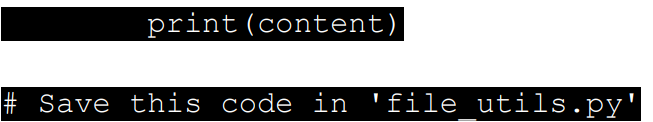 print(content)
# Save this code in 'file_utils.py'